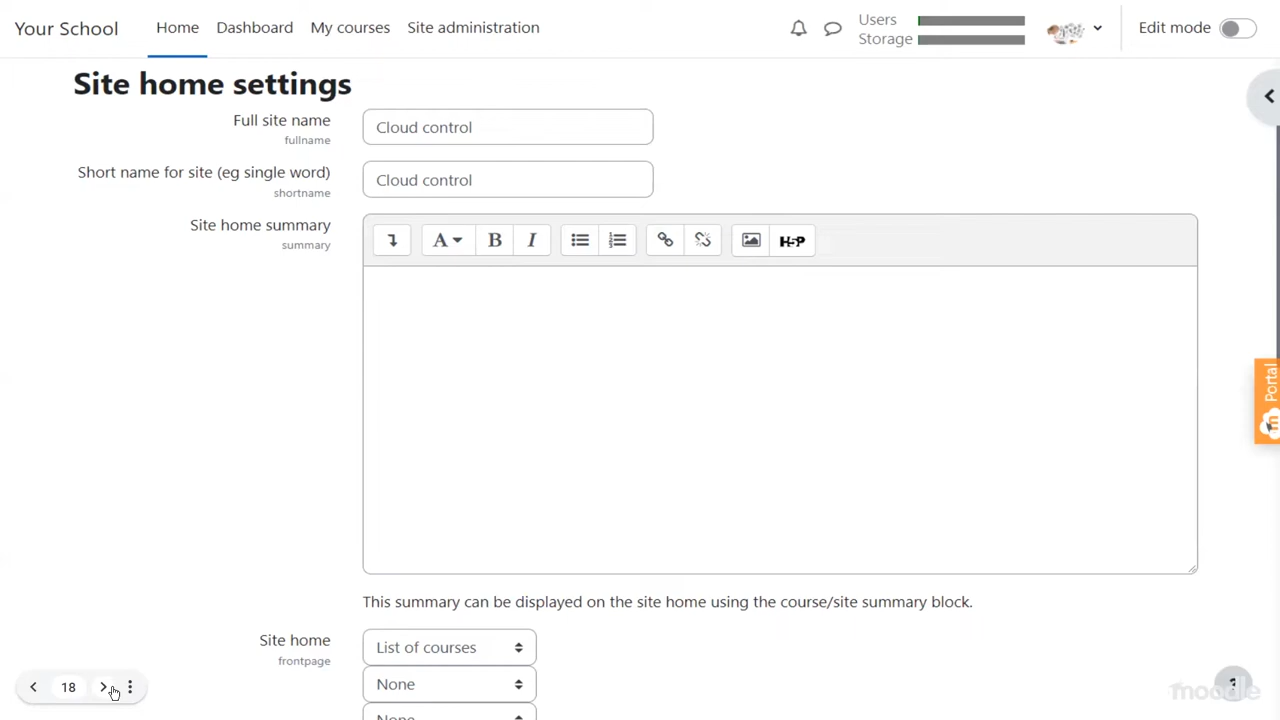 Your School
Home
Dashboard
My courses
Site administration
Users
Storage
Edit mode
Site home settings
Full site name
fullname
Cloud control
Short name for site (eg single word)
shortname
Cloud control
Site home summary
summary
A
B
I
H5P
This summary can be displayed on the site home using the course/site summary block.
Site home
frontpage
List of courses
None
None
Portal
18
?
moodle